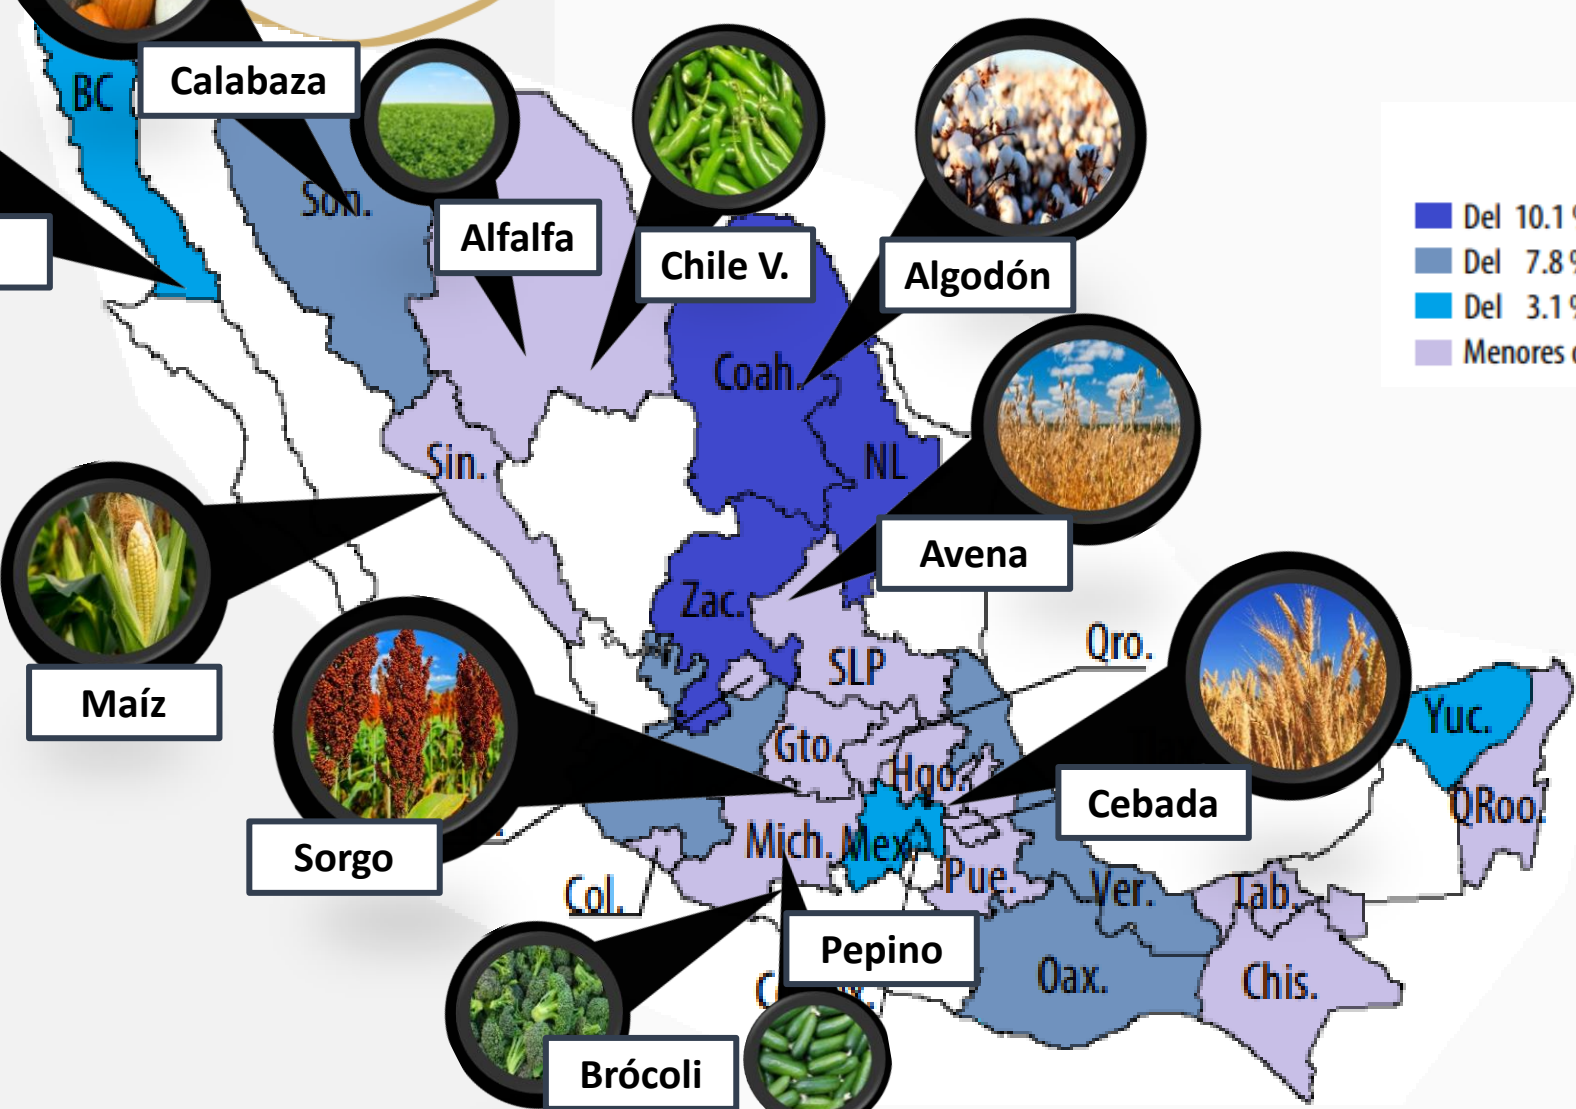 BC
Calabaza
Son.
Alfalfa
Chile V.
Algodón
Del 10.1 %
Del 7.8 %
Del 3.1 %
Menores
Coah.
Sin.
NL
Avena
Zac.
Maíz
SLP
Qro.
Gto.
Hgo.
Yuc.
Cebada
QRoo.
Sorgo
Mich.
Mex.
Pue.
Col.
Ver.
Tab.
Pepino
Oax.
Chis.
Brócoli